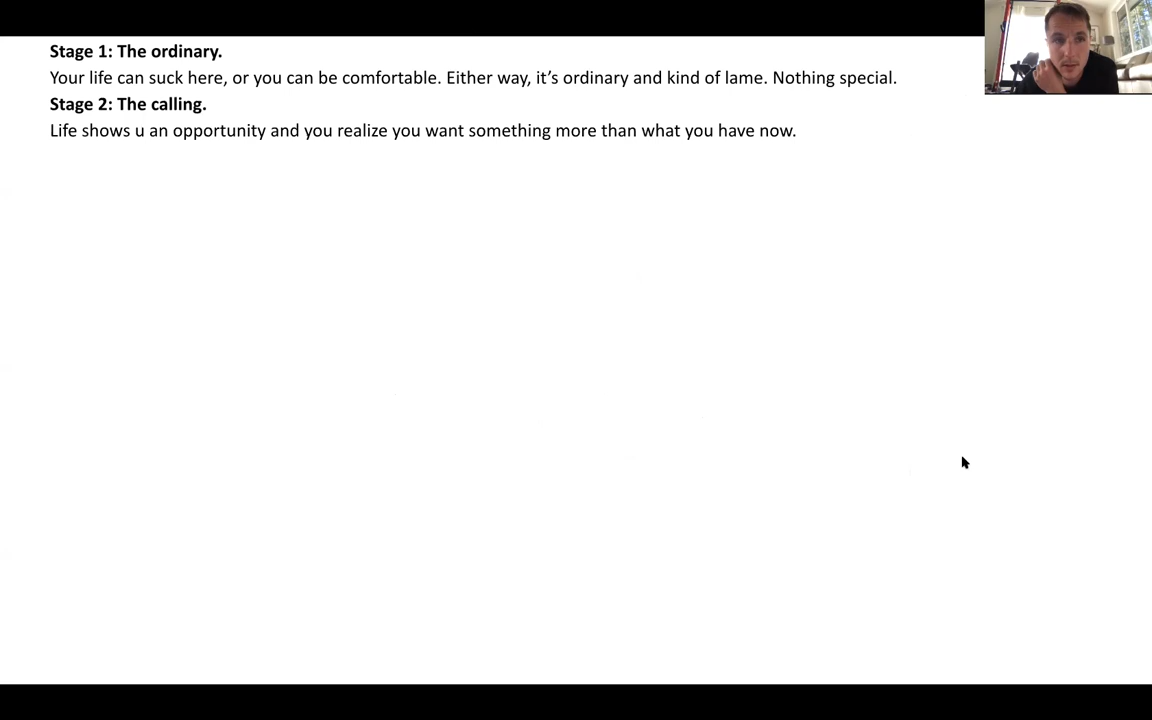 Stage 1: The ordinary.
Your life can suck here, or you can be comfortable. Either way, it’s ordinary and kind of lame. Nothing special.
Stage 2: The calling.
Life shows u an opportunity and you realize you want something more than what you have now.